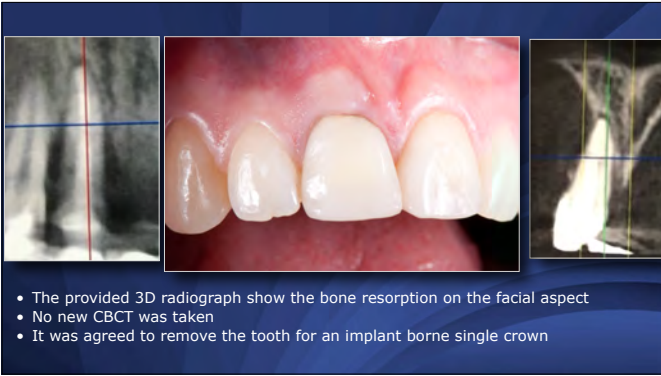 • The provided 3D radiograph show the bone resorption on the facial aspect
• No new CBCT was taken
• It was agreed to remove the tooth for an implant borne single crown